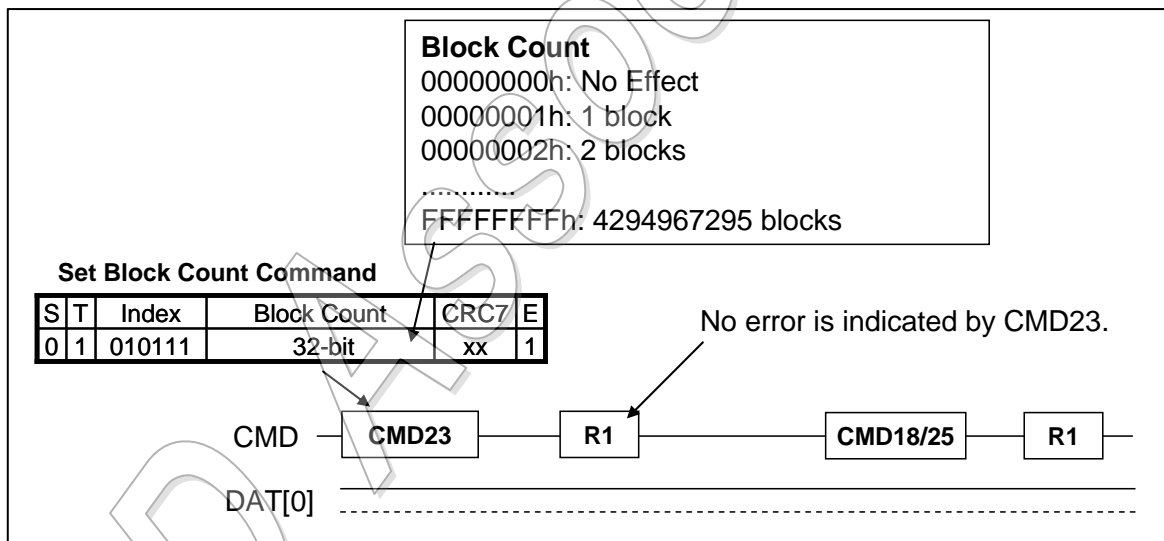 Block Count
00000000h: No Effect
00000001h: 1 block
00000002h: 2 blocks
............
FFFFFFFFh: 4294967295 blocks
Set Block Count Command
S T Index Block Count CRC7 E
0 1 010111 32-bit xx 1
No error is indicated by CMD23.
CMD CMD23 R1 CMD18/25 R1
DAT[0]